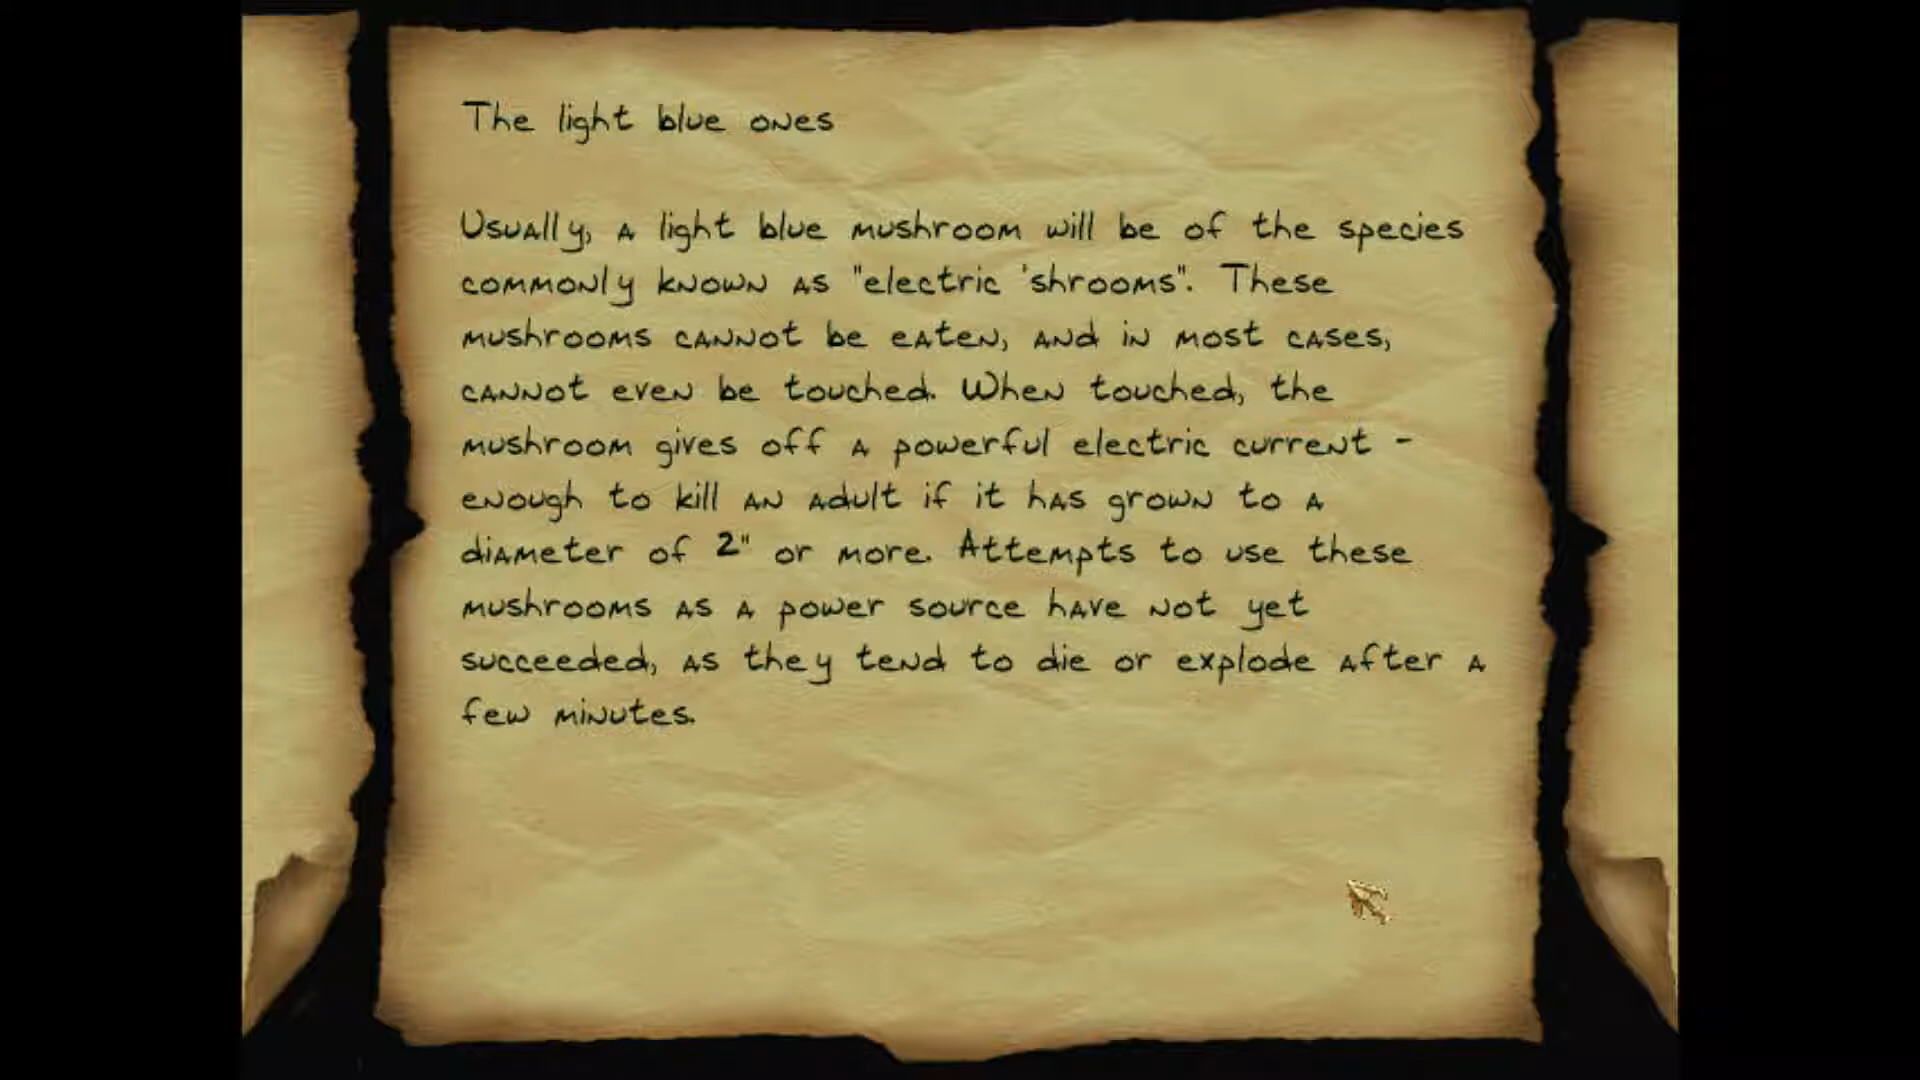 The light blue ones
Usually, a light blue mushroom will be of the species
commonly known as "electric 'shrooms". These
mushrooms cannot be eaten, and in most cases,
cannot even be touched. When touched, the
mushroom gives off a powerful electric current -
enough to kill an adult if it has grown to a
diameter of 2" or more. Attempts to use these
mushrooms as a power source have not yet
succeeded, as they tend to die or explode after a
few minutes.